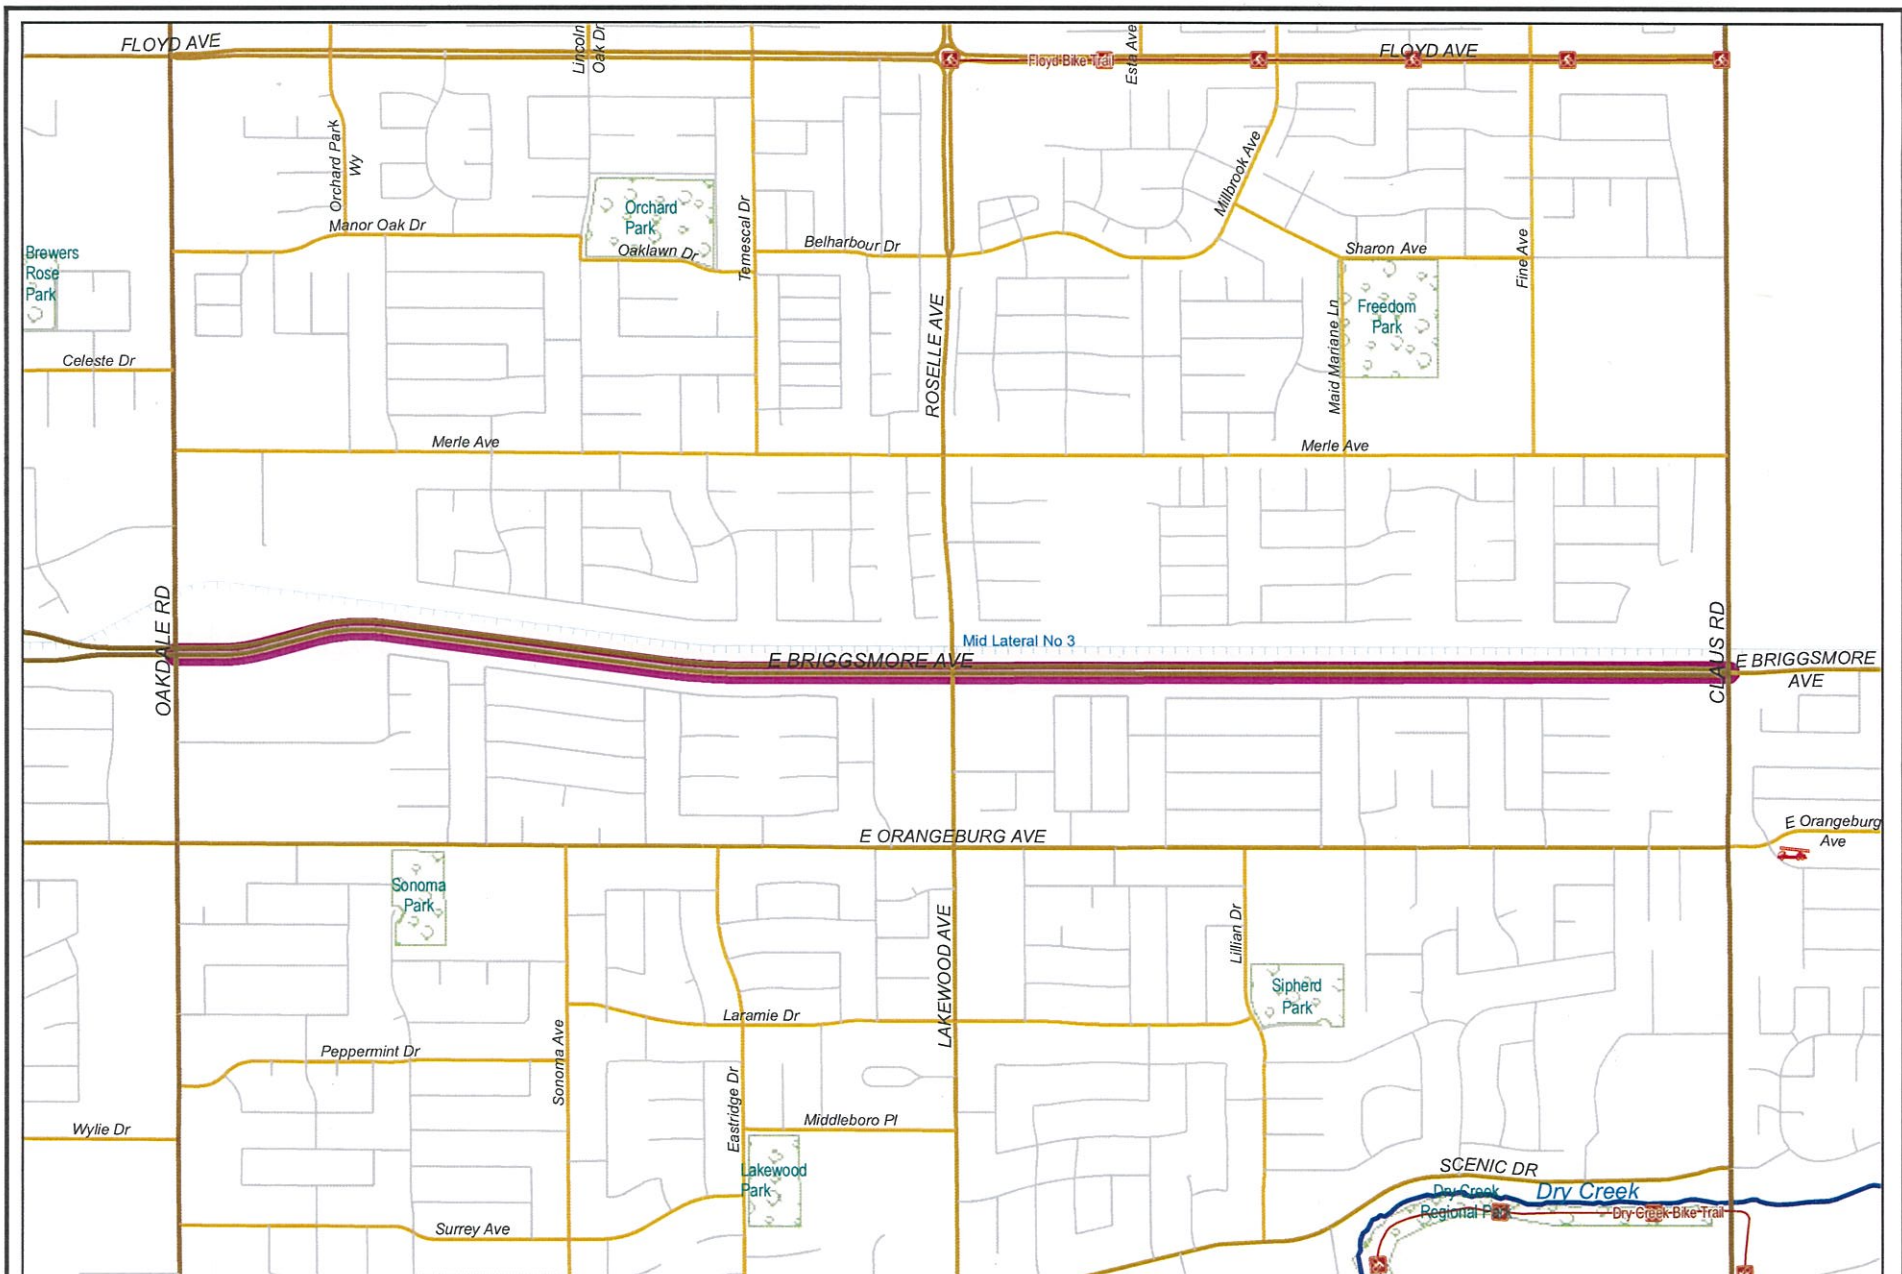 FLOYD AVE
Lincoln
Oak Dr
Floyd Bike Trail
Esta Ave
FLOYD AVE
Orchard Park
Wy
Millbrook Ave
Orchard
Park
Manor Oak Dr
Oaklawn Dr
Temescal Dr
Belharbour Dr
Sharon Ave
Fine Ave
Brewers
Rose
Park
Freedom
Park
Maid Mariane Ln
ROSELLE AVE
Celeste Dr
Merle Ave
Merle Ave
OAKDALE RD
Mid Lateral No 3
E BRIGGSMORE AVE
CLAUS RD
E BRIGGSMORE
AVE
E ORANGEBURG AVE
E Orangeburg
Ave
Sonoma
Park
LAKEWOOD AVE
Lillian Dr
Sipherd
Park
Laramie Dr
Peppermint Dr
Sonoma Ave
Eastridge Dr
Middleboro Pl
Wylie Dr
Lakewood
Park
SCENIC DR
Dry Creek
Dry Creek
Regional Park
Dry Creek Bike Trail
Surrey Ave